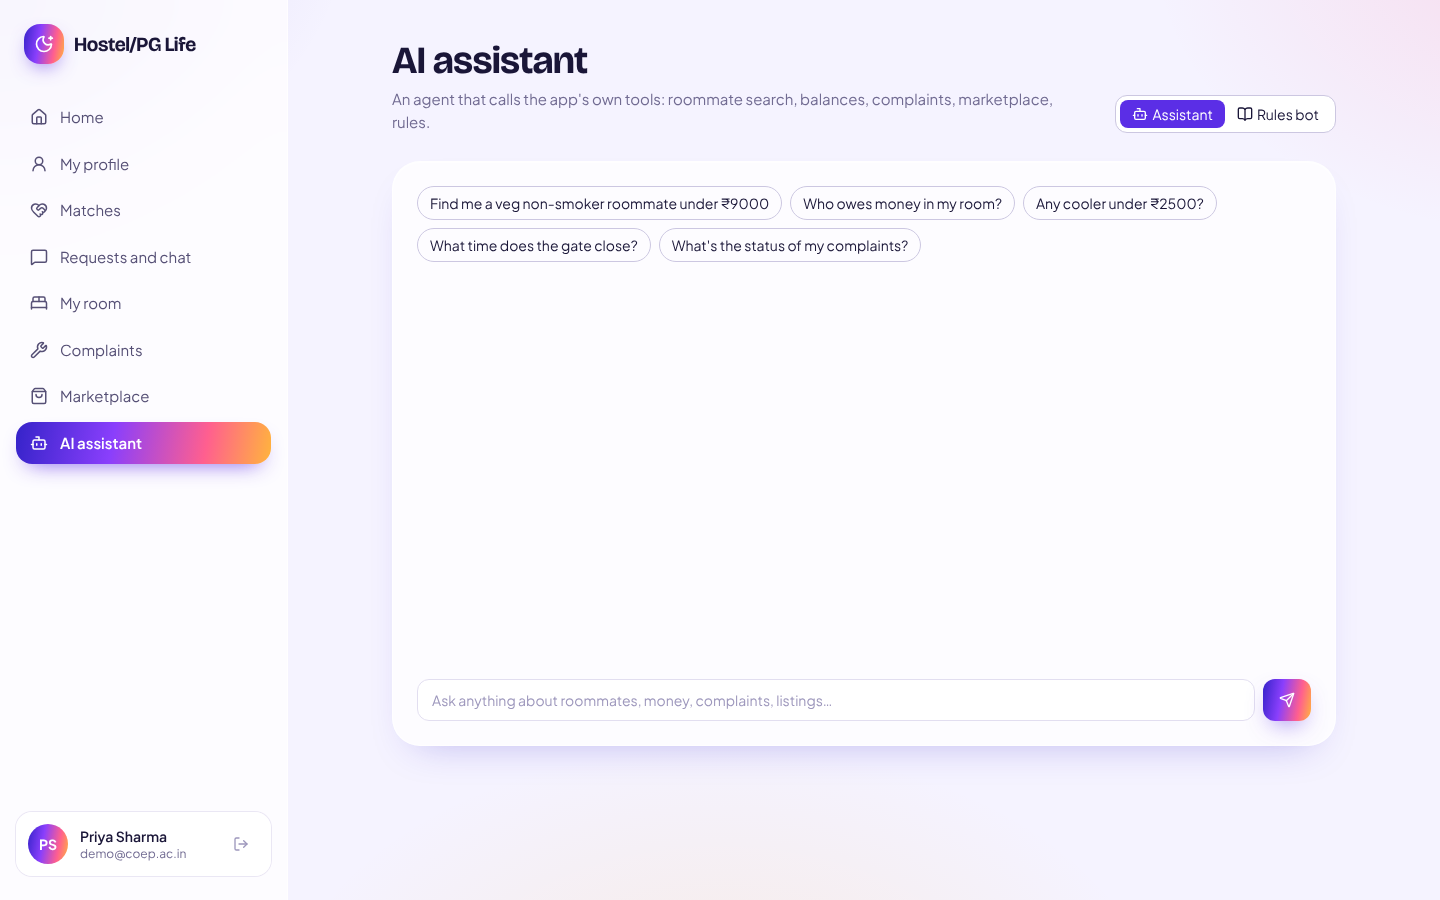 Hostel/PG Life
Home
My profile
Matches
Requests and chat
My room
Complaints
Marketplace
AI assistant
PS
Priya Sharma
demo@coep.ac.in
AI assistant
An agent that calls the app's own tools: roommate search, balances, complaints, marketplace,
rules.
Assistant
Rules bot
Find me a veg non-smoker roommate under ₹9000
Who owes money in my room?
Any cooler under ₹2500?
What time does the gate close?
What's the status of my complaints?
Ask anything about roommates, money, complaints, listings…